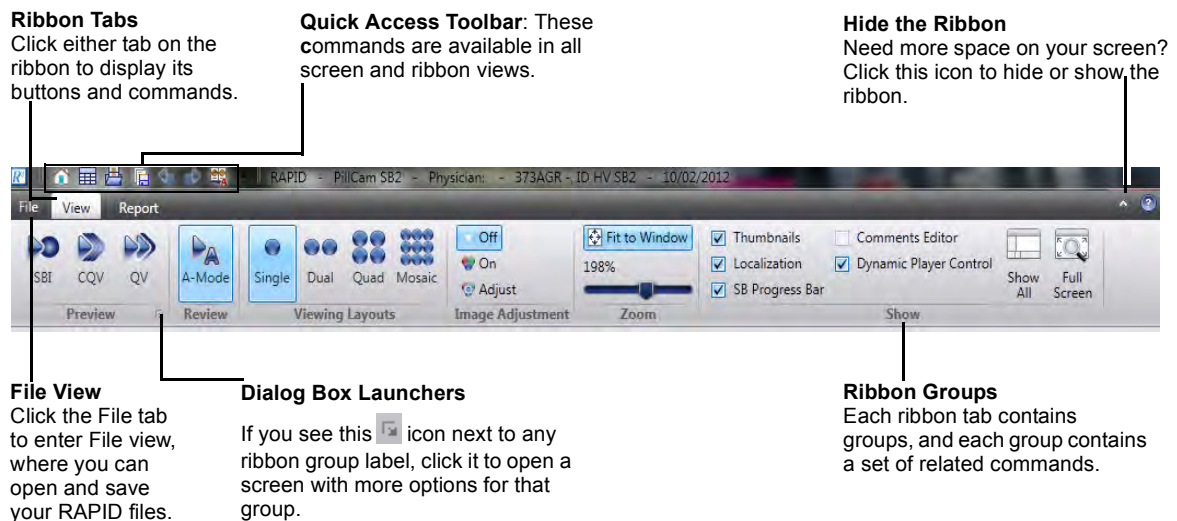 Ribbon Tabs
Click either tab on the
ribbon to display its
buttons and commands.
Quick Access Toolbar: These
commands are available in all
screen and ribbon views.
Hide the Ribbon
Need more space on your screen?
Click this icon to hide or show the
ribbon.
RAPID - PillCam SB2 - Physician: - 373AGR - ID HV SB2 - 10/02/2012
File View Report
SBI CQV QV
Preview
A-Mode
Review
Single Dual Quad Mosaic
Viewing Layouts
Off
On
Adjust
Image Adjustment
Fit to Window
198%
Zoom
Thumbnails
Localization
SB Progress Bar
Comments Editor
Dynamic Player Control
Show
All
Full
Screen
Show
File View
Click the File tab
to enter File view,
where you can
open and save
your RAPID files.
Dialog Box Launchers
If you see this icon next to any
ribbon group label, click it to open a
screen with more options for that
group.
Ribbon Groups
Each ribbon tab contains
groups, and each group contains
a set of related commands.